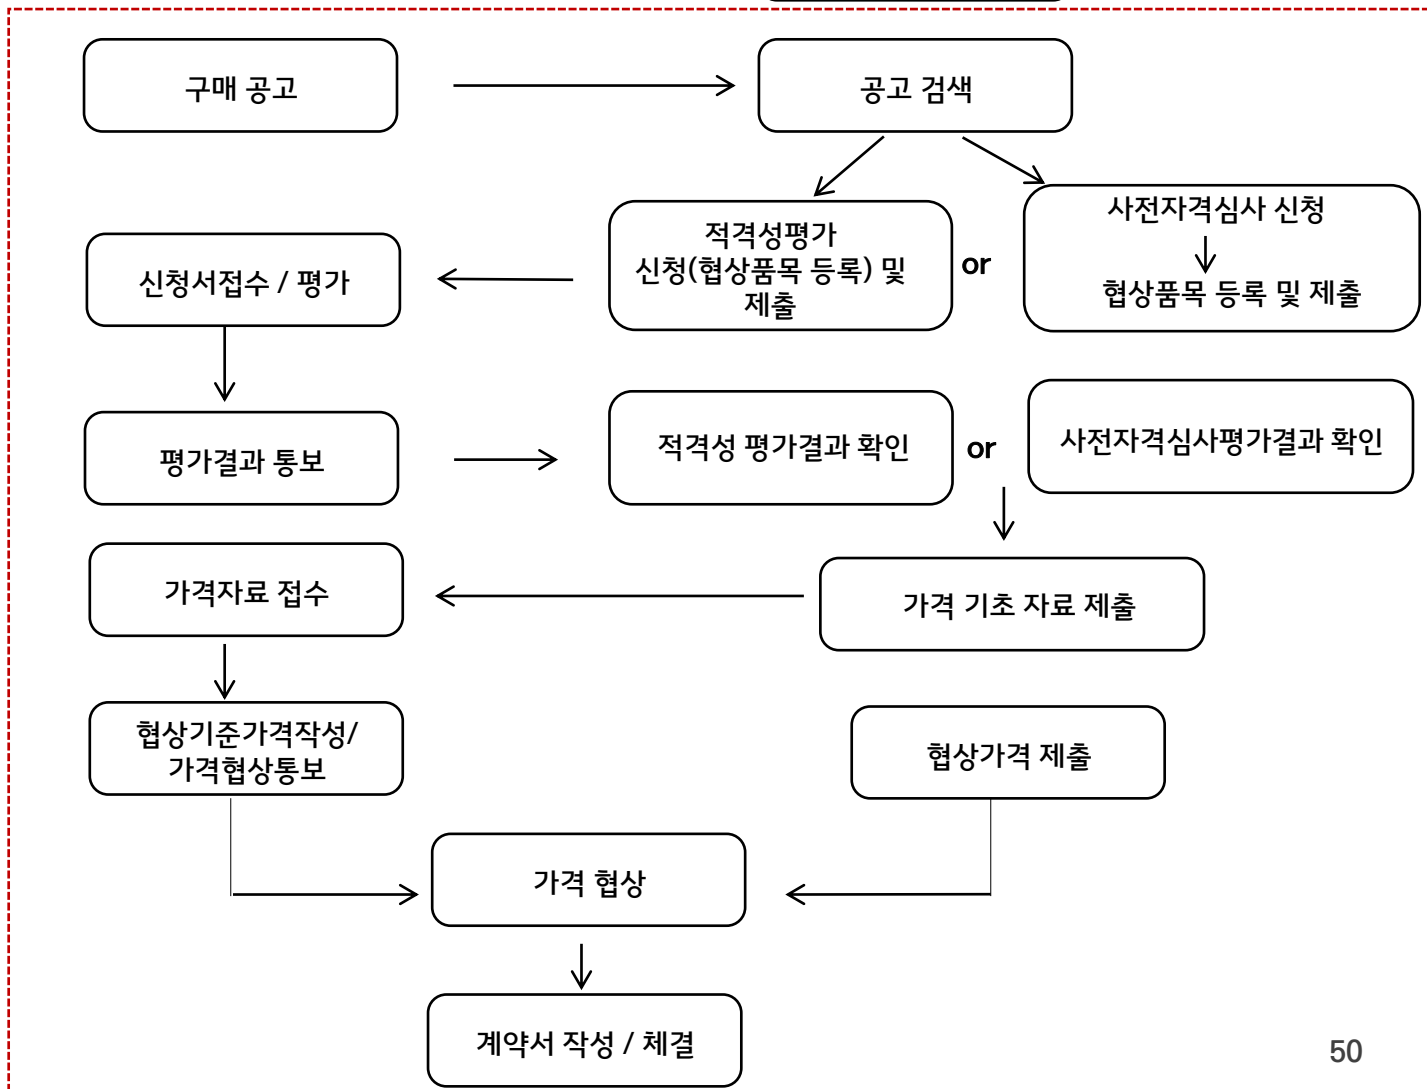 구매 공고
공고 검색
적격성평가
신청(협상품목 등록) 및
제출
or
사전자격심사 신청
협상품목 등록 및 제출
신청서접수 / 평가
평가결과 통보
적격성 평가결과 확인
or
사전자격심사평가결과 확인
가격자료 접수
가격 기초 자료 제출
협상기준가격작성/
가격협상통보
협상가격 제출
가격 협상
계약서 작성 / 체결
50